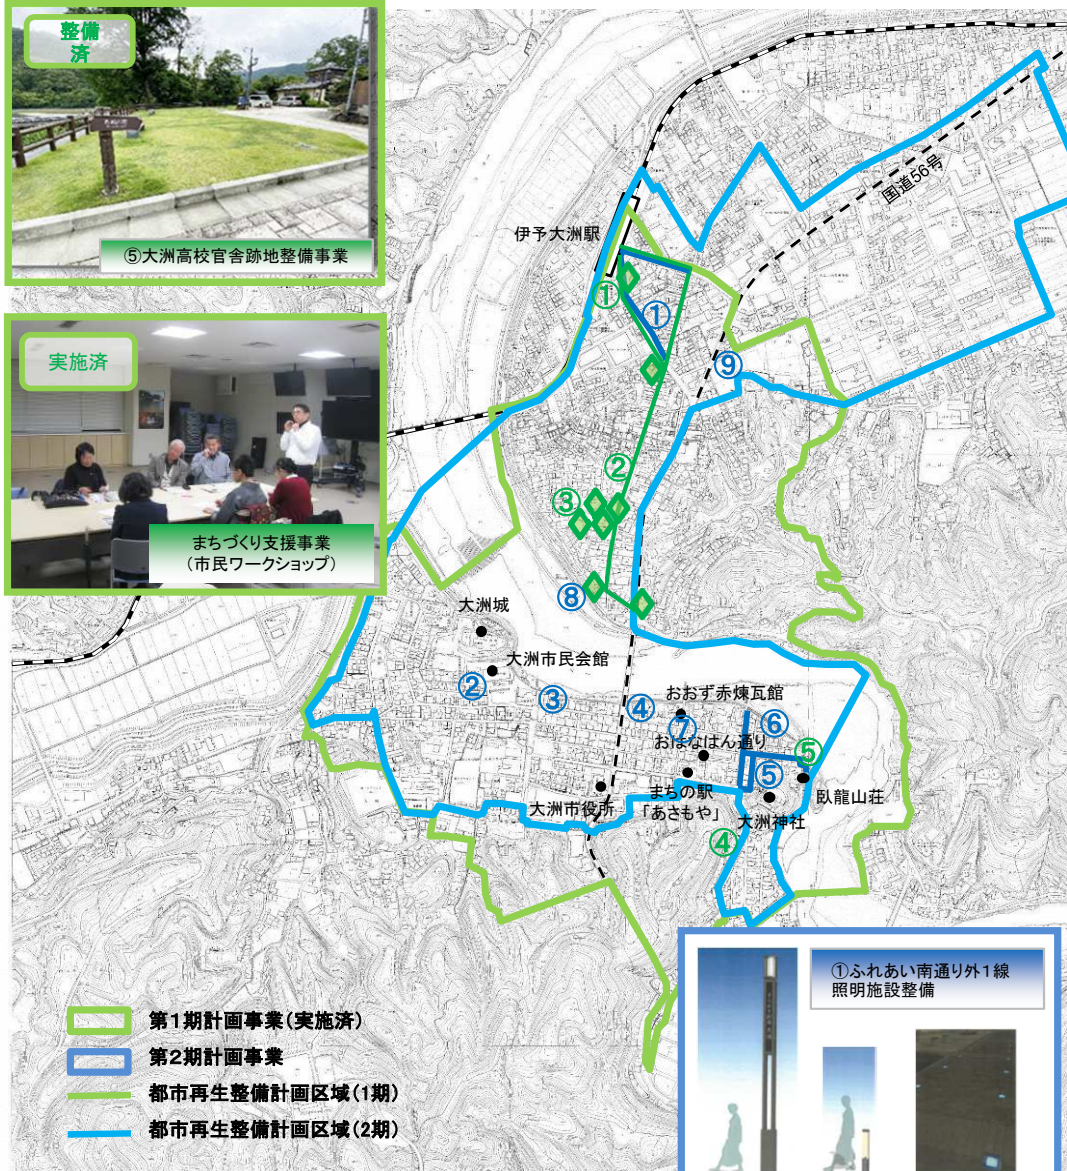 整備
済
⑤大洲高校官舎跡地整備事業
実施済
まちづくり支援事業
(市民ワークショップ)
国道56号
伊予大洲駅
①
①
⑨
②
③
⑧
大洲城
大洲市民会館
②
③
④
おおず赤煉瓦館
⑦
⑥
おはなはん通り
⑤
⑤
臥龍山荘
まちの駅
「あさもや」
大洲市役所
大洲神社
④
第1期計画事業(実施済)
第2期計画事業
都市再生整備計画区域(1期)
都市再生整備計画区域(2期)
①ふれあい南通り外1線
照明施設整備